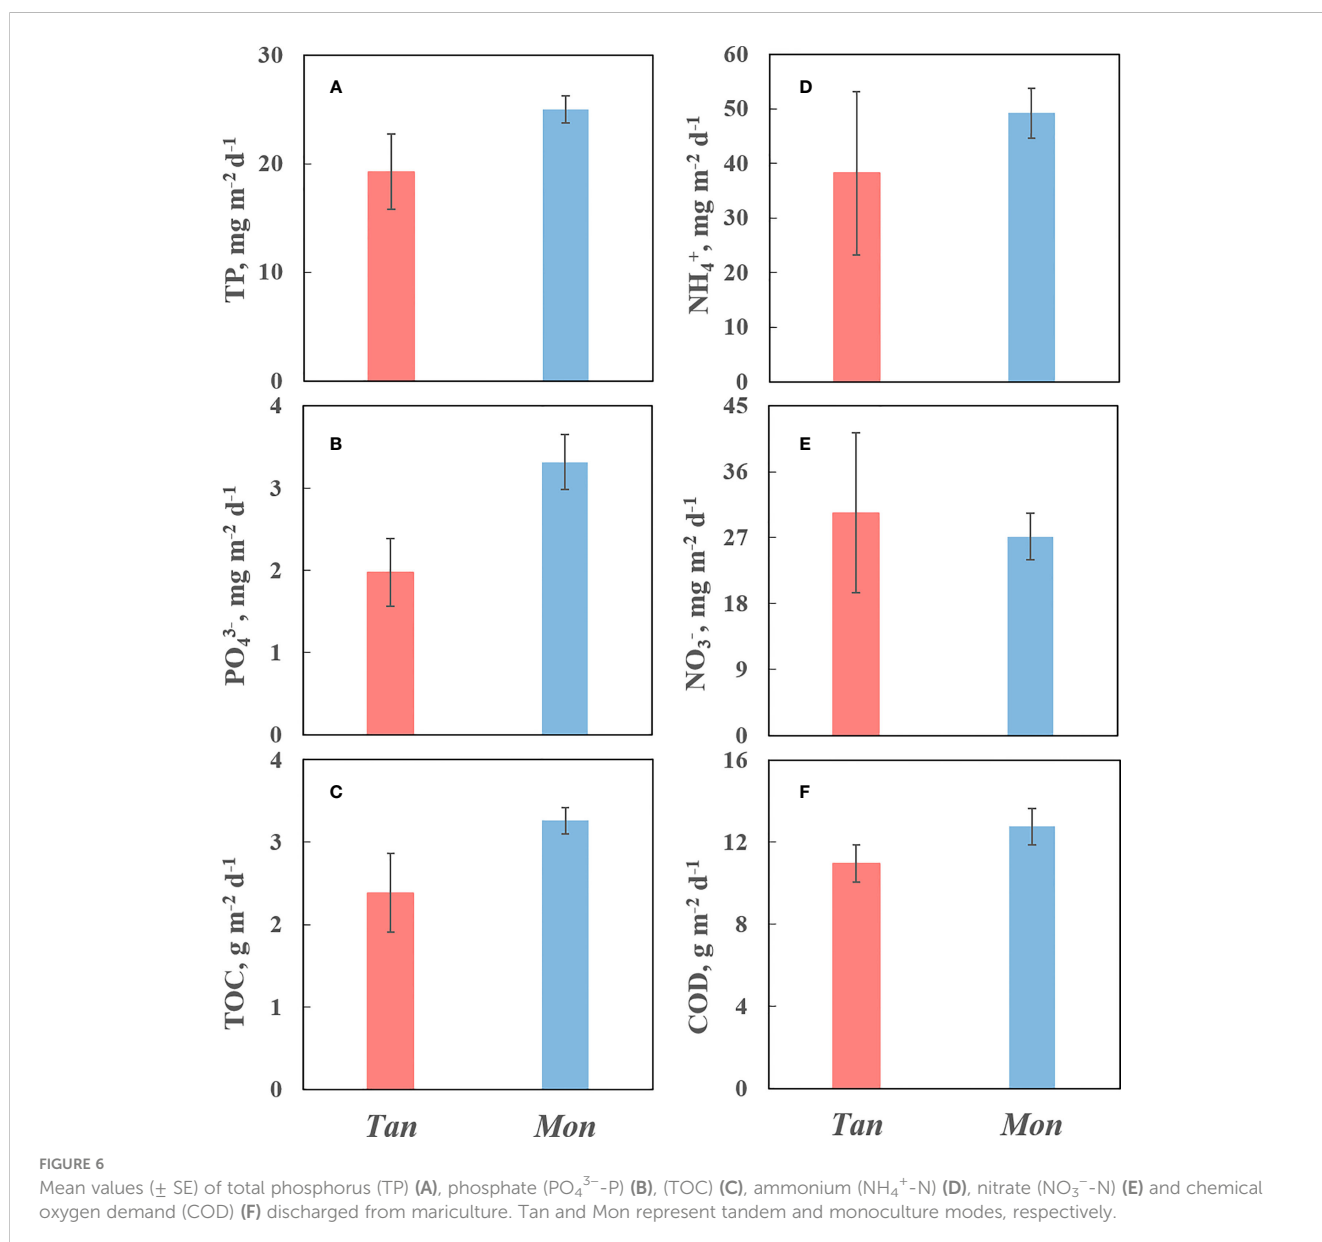 A
30
20
10
0
TP, mg m⁻² d⁻¹
D
60
50
40
30
20
10
0
NH₄⁺, mg m⁻² d⁻¹
B
4
3
2
1
0
PO₄³⁻, mg m⁻² d⁻¹
E
45
36
27
18
9
0
NO₃⁻, mg m⁻² d⁻¹
C
4
3
2
1
0
TOC, g m⁻² d⁻¹
Tan Mon
F
16
12
8
4
0
COD, g m⁻² d⁻¹
Tan Mon
FIGURE 6
Mean values (± SE) of total phosphorus (TP) (A), phosphate (PO₄³⁻-P) (B), (TOC) (C), ammonium (NH₄⁺-N) (D), nitrate (NO₃⁻-N) (E) and chemical
oxygen demand (COD) (F) discharged from mariculture. Tan and Mon represent tandem and monoculture modes, respectively.